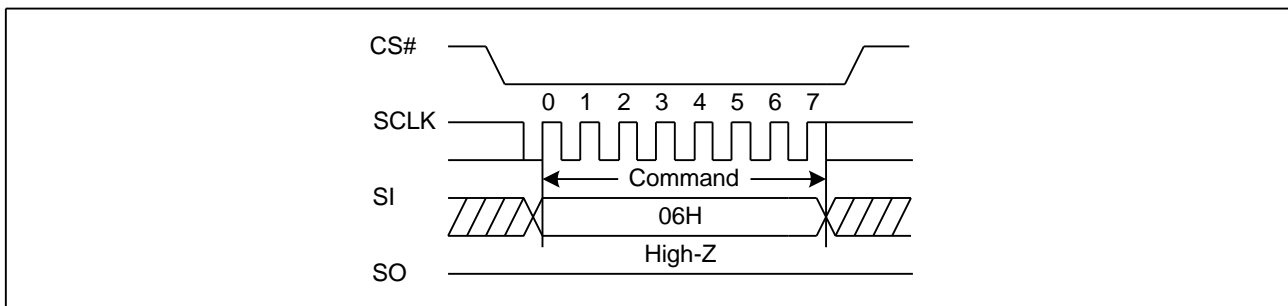 CS#
0 1 2 3 4 5 6 7
SCLK
Command
SI
06H
High-Z
SO